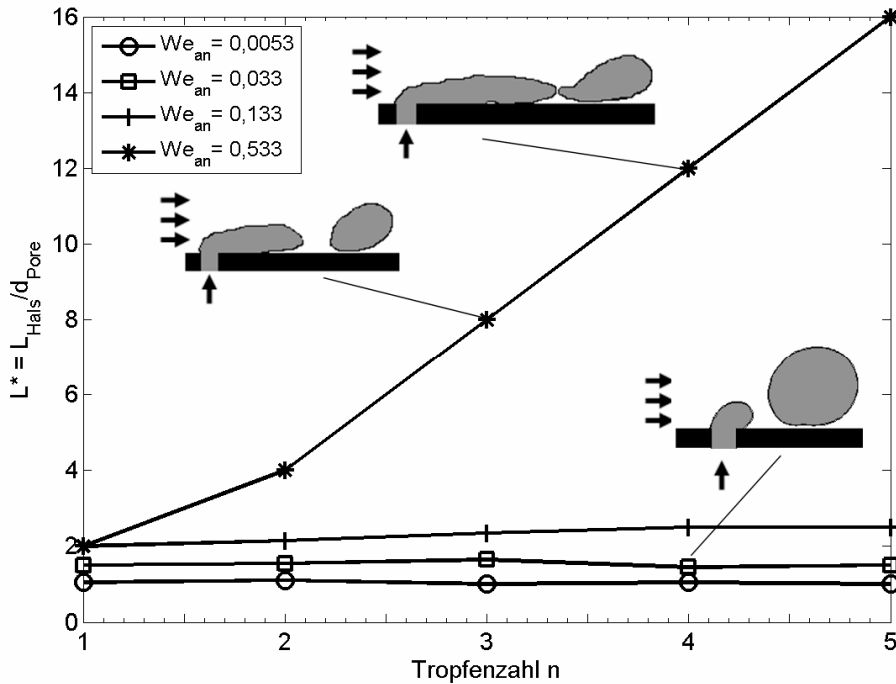 We_an = 0,0053
We_an = 0,033
We_an = 0,133
We_an = 0,533
L* = L_Hals/d_Pore
16
14
12
10
8
6
4
2
0
1
2
3
4
5
Tropfenzahl n